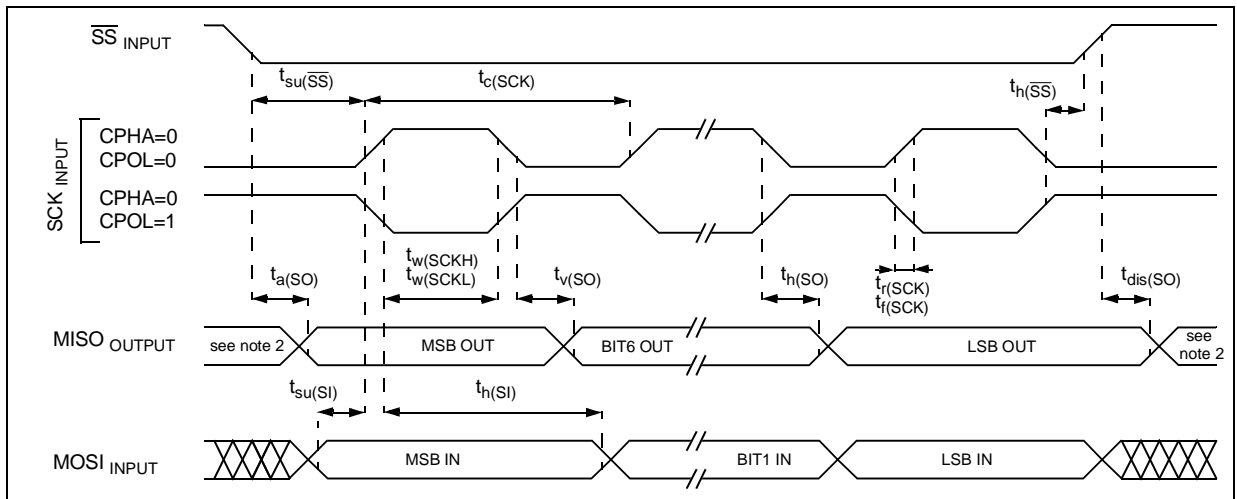 SS INPUT
tsu(SS)
tc(SCK)
th(SS)
SCK INPUT
CPHA=0
CPOL=0
CPHA=0
CPOL=1
ta(SO)
tw(SCKH)
tw(SCKL)
tv(SO)
th(SO)
tr(SCK)
tf(SCK)
tdis(SO)
MISO OUTPUT
see note 2
MSB OUT
BIT6 OUT
LSB OUT
see
note 2
tsu(SI)
th(SI)
MOSI INPUT
MSB IN
BIT1 IN
LSB IN